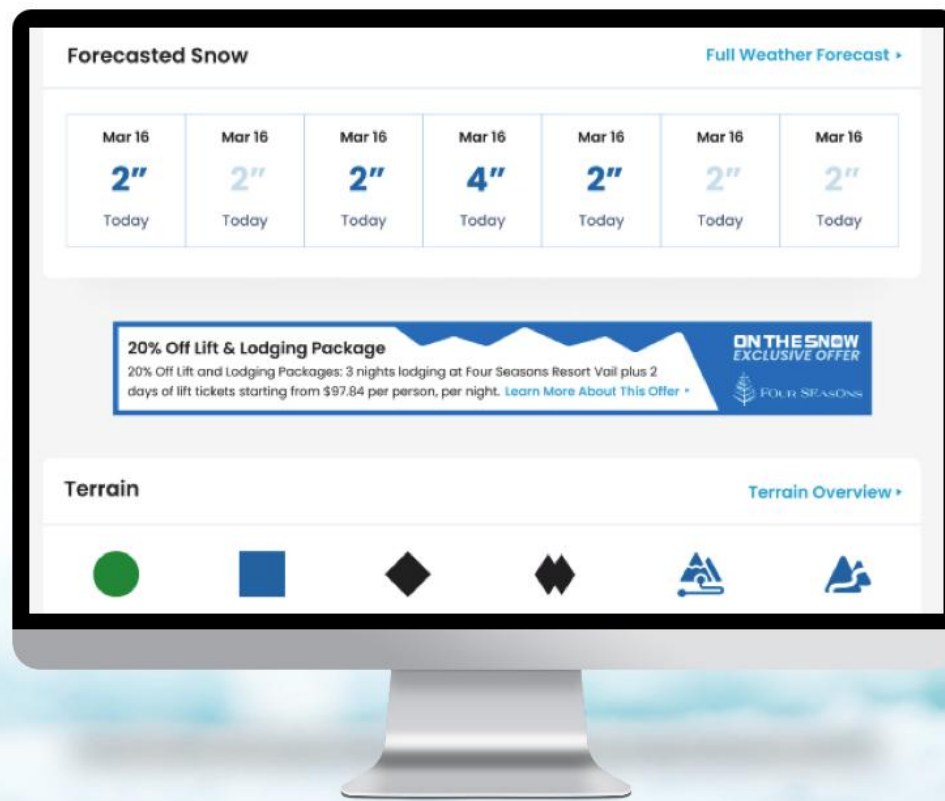 Forecasted Snow
Full Weather Forecast ▸
Mar 16 Mar 16 Mar 16 Mar 16 Mar 16 Mar 16 Mar 16
2" 2" 2" 4" 2" 2" 2"
Today Today Today Today Today Today Today
20% Off Lift & Lodging Package
20% Off Lift and Lodging Packages: 3 nights lodging at Four Seasons Resort Vail plus 2
days of lift tickets starting from $97.84 per person, per night. Learn More About This Offer ▸
ONTHESNOW
EXCLUSIVE OFFER
FOUR SEASONS
Terrain
Terrain Overview ▸